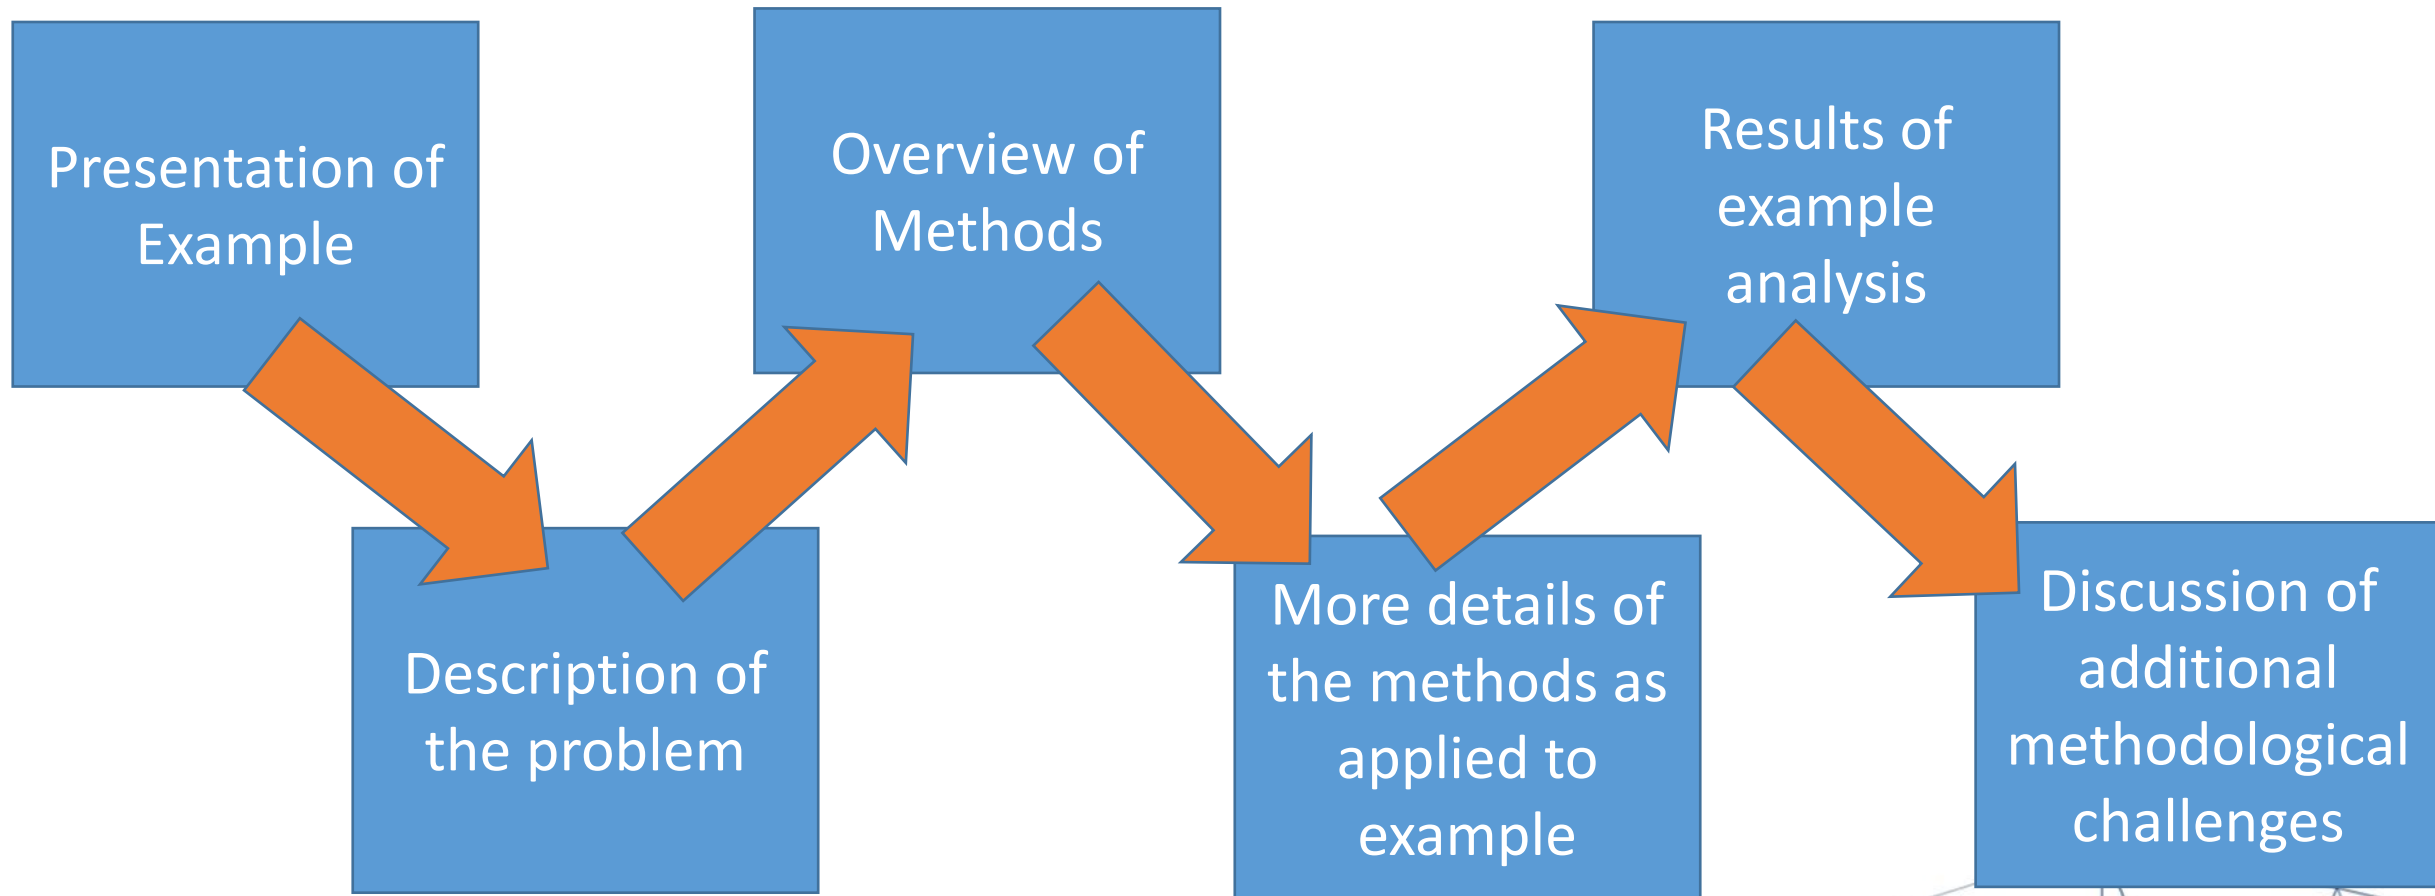 Presentation of
Example
Description of
the problem
Overview of
Methods
More details of
the methods as
applied to
example
Results of
example
analysis
Discussion of
additional
methodological
challenges